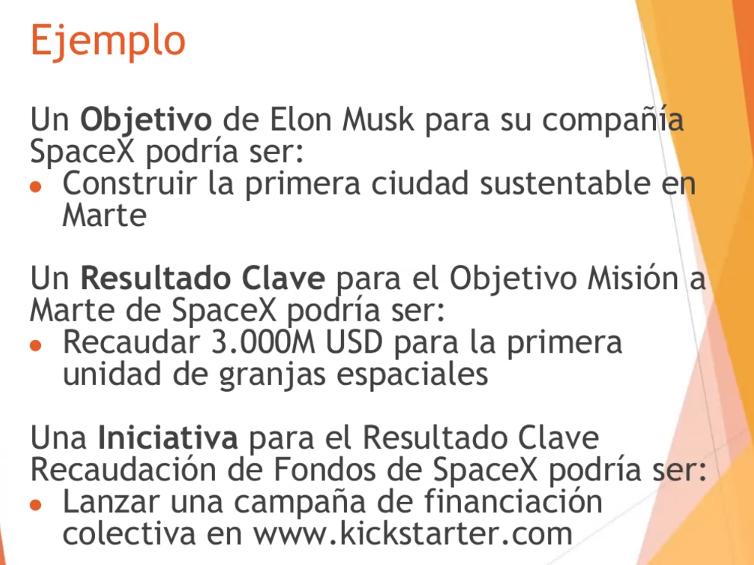 Ejemplo
Un Objetivo de Elon Musk para su compañía
SpaceX podría ser:
• Construir la primera ciudad sustentable en
Marte
Un Resultado Clave para el Objetivo Misión a
Marte de SpaceX podría ser:
• Recaudar 3.000M USD para la primera
unidad de granjas espaciales
Una Iniciativa para el Resultado Clave
Recaudación de Fondos de SpaceX podría ser:
• Lanzar una campaña de financiación
colectiva en www.kickstarter.com